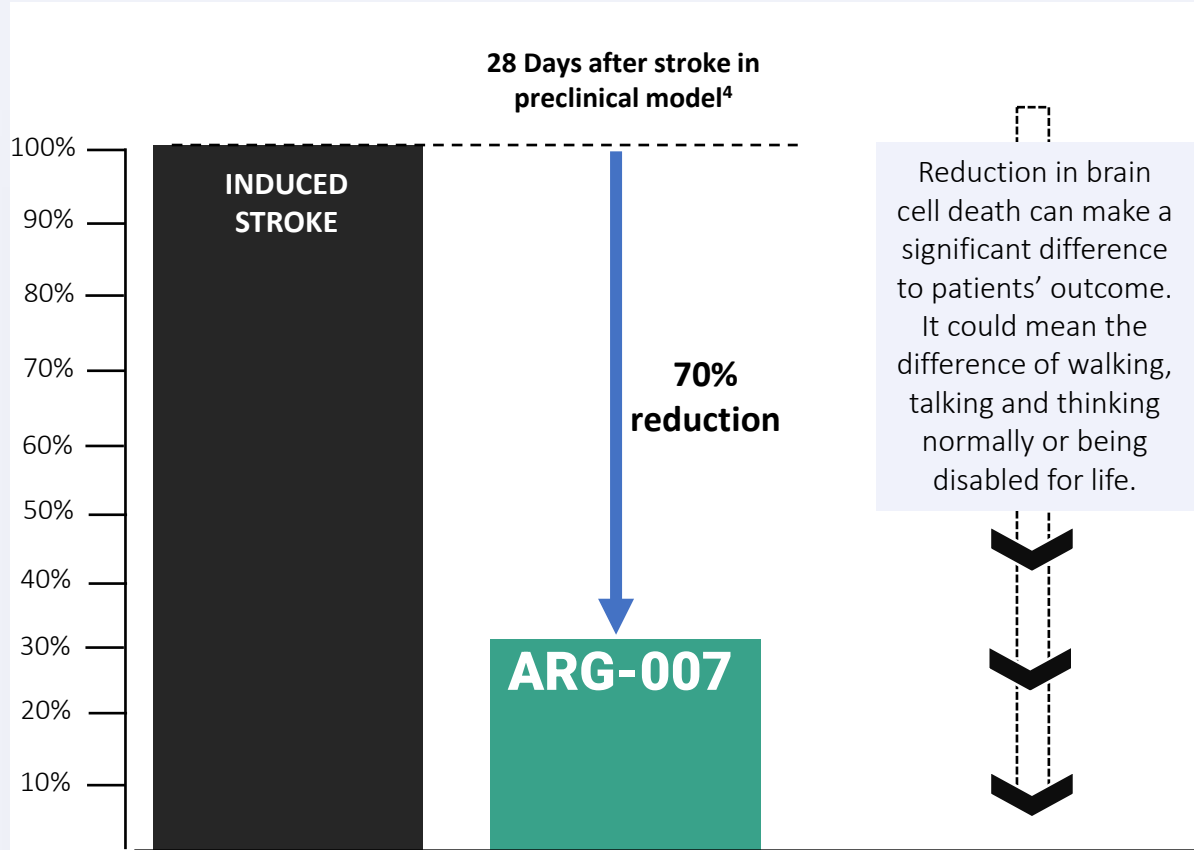 28 Days after stroke in
preclinical model⁴
100%
90%
80%
70%
60%
50%
40%
30%
20%
10%
INDUCED
STROKE
70%
reduction
ARG-007
Reduction in brain
cell death can make a
significant difference
to patients’ outcome.
It could mean the
difference of walking,
talking and thinking
normally or being
disabled for life.